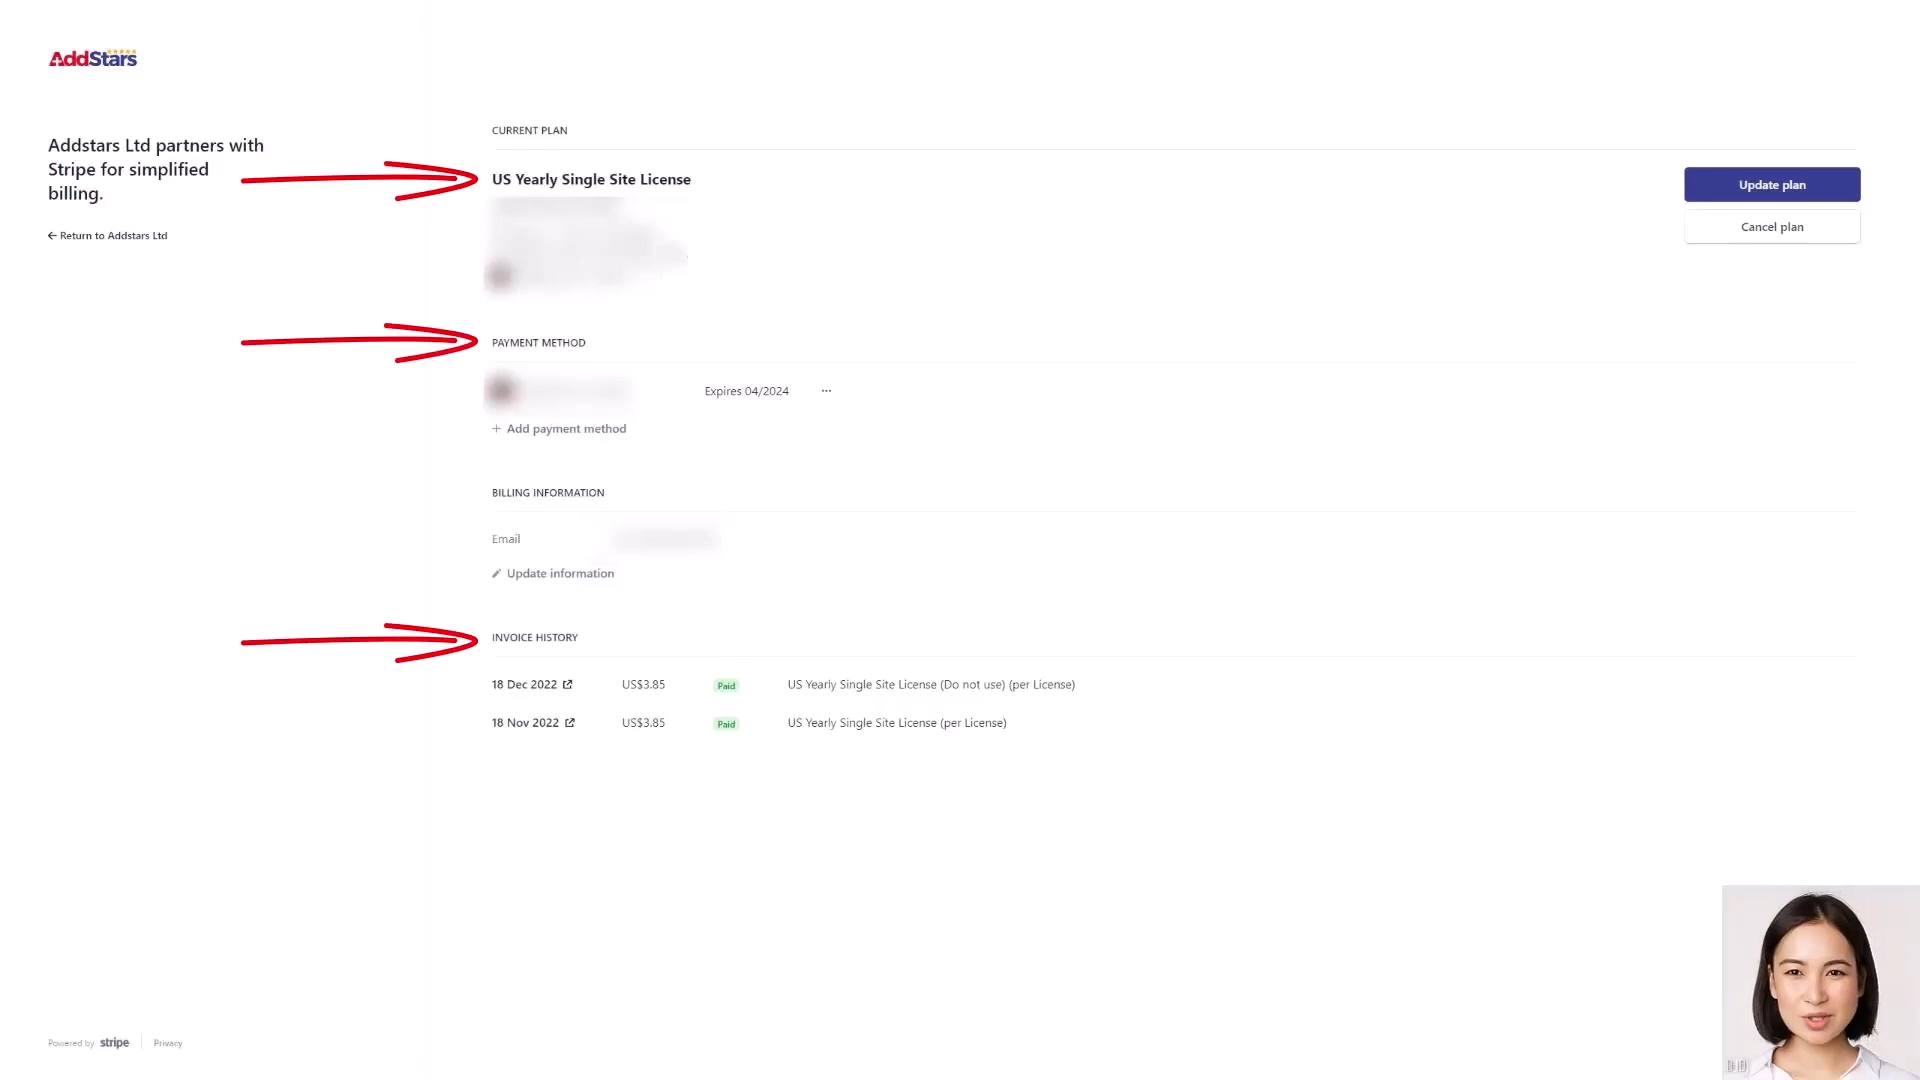 AddStars
Addstars Ltd partners with
Stripe for simplified
billing.
← Return to Addstars Ltd
CURRENT PLAN
US Yearly Single Site License
Update plan
Cancel plan
PAYMENT METHOD
Expires 04/2024 ···
+ Add payment method
BILLING INFORMATION
Email
Update information
INVOICE HISTORY
18 Dec 2022 US$3.85 Paid US Yearly Single Site License (Do not use) (per License)
18 Nov 2022 US$3.85 Paid US Yearly Single Site License (per License)
Powered by stripe Privacy